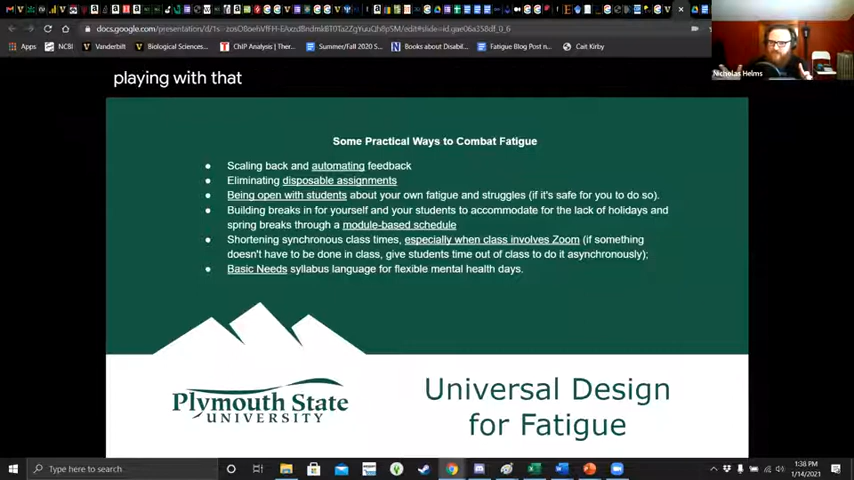 docs.google.com/presentation/d/
Apps
NCBI
Vanderbilt
Biological Sciences...
ChIP Analysis | Ther...
Summer/Fall 2020 S...
Books about Disabil...
Fatigue Blog Post n...
Cait Kirby
Nicholas Helms
playing with that
Some Practical Ways to Combat Fatigue
• Scaling back and automating feedback
• Eliminating disposable assignments
• Being open with students about your own fatigue and struggles (if it's safe for you to do so).
• Building breaks in for yourself and your students to accommodate for the lack of holidays and
spring breaks through a module-based schedule
• Shortening synchronous class times, especially when class involves Zoom (if something
doesn't have to be done in class, give students time out of class to do it asynchronously);
• Basic Needs syllabus language for flexible mental health days.
Plymouth State
UNIVERSITY
Universal Design
for Fatigue
Type here to search
1:38 PM
1/14/2021